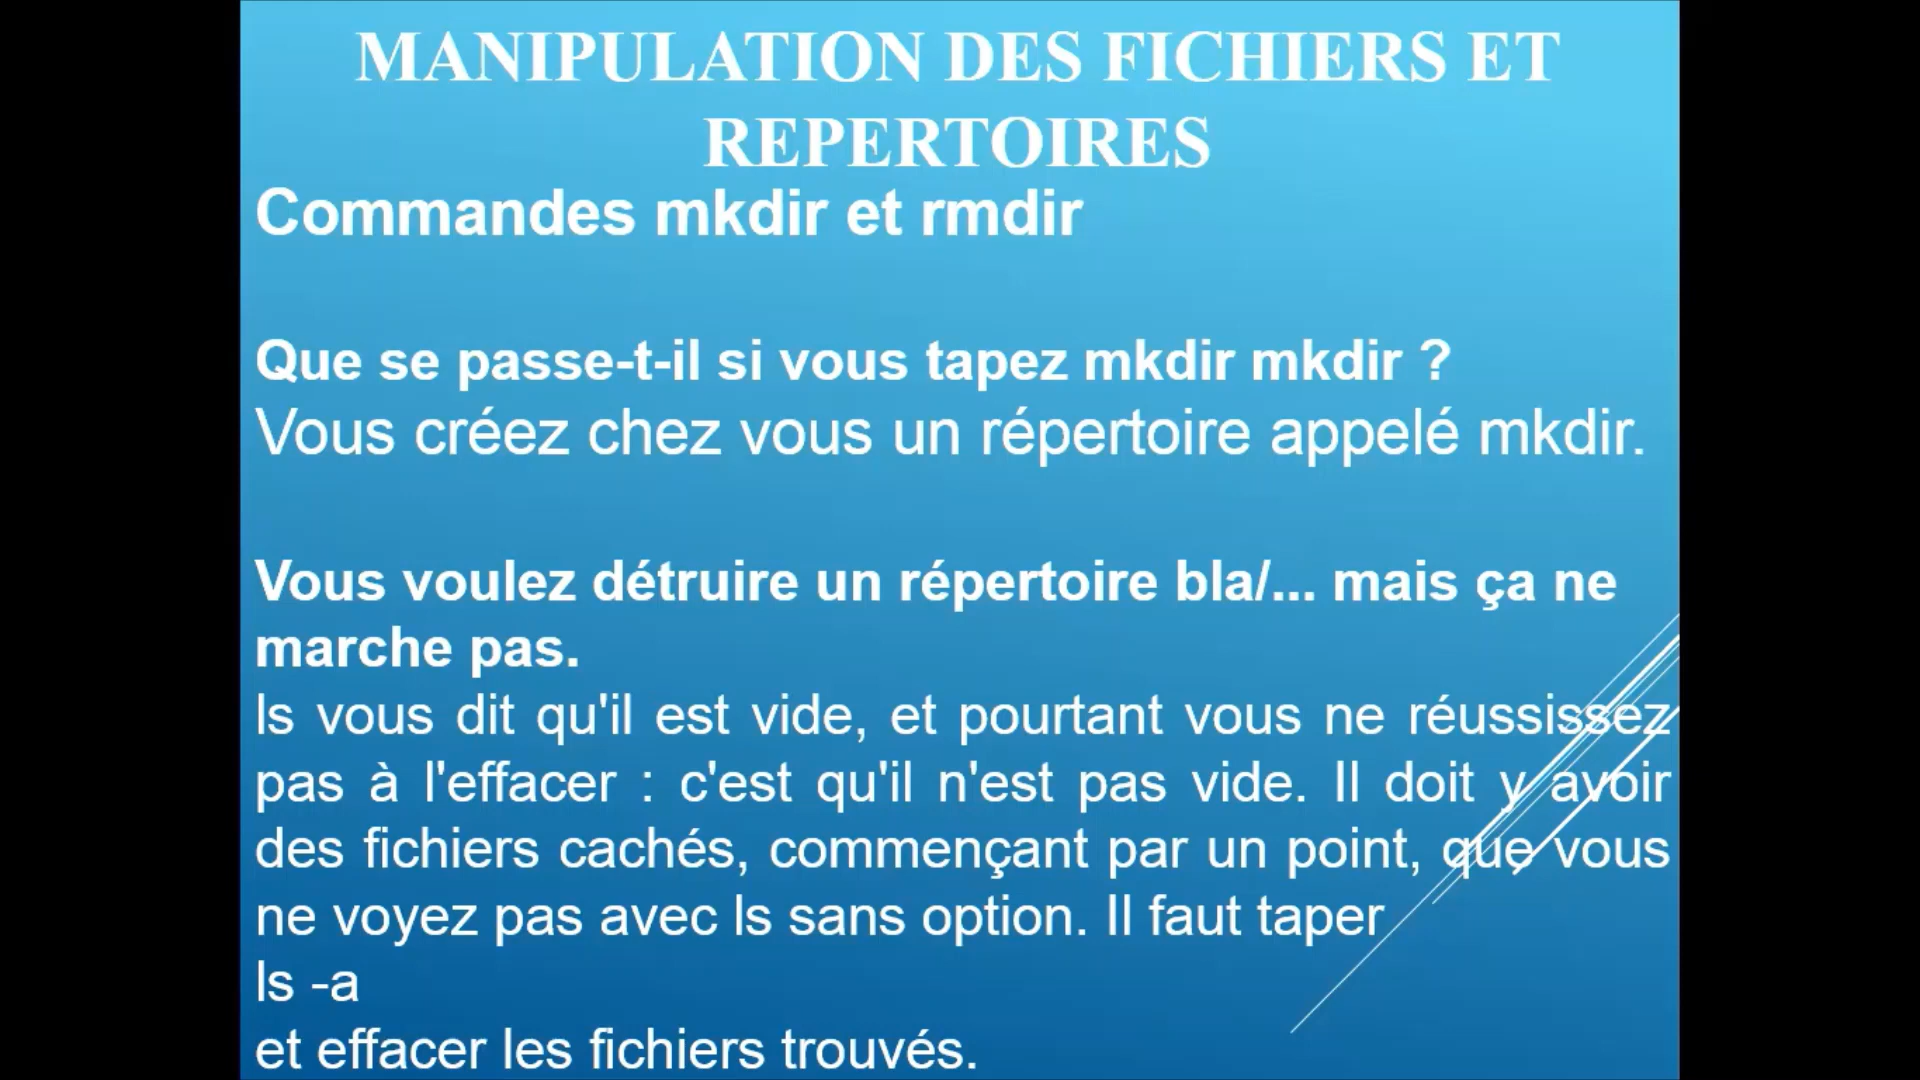 MANIPULATION DES FICHIERS ET
REPERTOIRES
Commandes mkdir et rmdir
Que se passe-t-il si vous tapez mkdir mkdir ?
Vous créez chez vous un répertoire appelé mkdir.
Vous voulez détruire un répertoire bla/... mais ça ne
marche pas.
ls vous dit qu'il est vide, et pourtant vous ne réussissez
pas à l'effacer : c'est qu'il n'est pas vide. Il doit y avoir
des fichiers cachés, commençant par un point, que vous
ne voyez pas avec ls sans option. Il faut taper
ls -a
et effacer les fichiers trouvés.